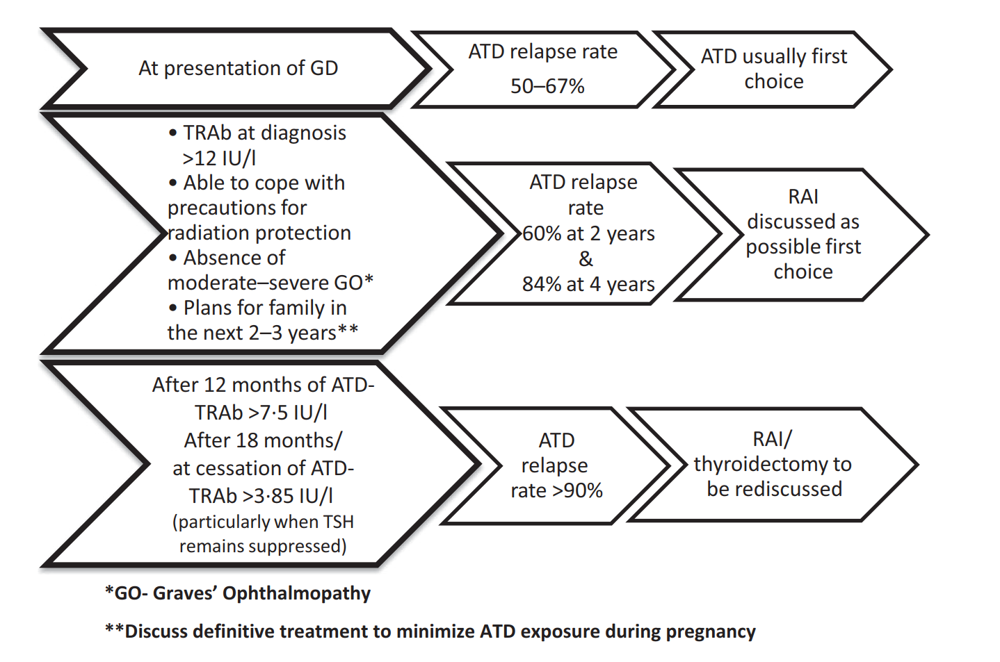 At presentation of GD
ATD relapse rate
50–67%
ATD usually first
choice
• TRAb at diagnosis
>12 IU/l
• Able to cope with
precautions for
radiation protection
• Absence of
moderate–severe GO*
• Plans for family in
the next 2–3 years**
ATD relapse
rate
60% at 2 years
&
84% at 4 years
RAI
discussed as
possible first
choice
After 12 months of ATD-
TRAb >7·5 IU/l
After 18 months/
at cessation of ATD-
TRAb >3·85 IU/l
(particularly when TSH
remains suppressed)
ATD
relapse
rate >90%
RAI/
thyroidectomy to
be rediscussed
*GO- Graves’ Ophthalmopathy
**Discuss definitive treatment to minimize ATD exposure during pregnancy